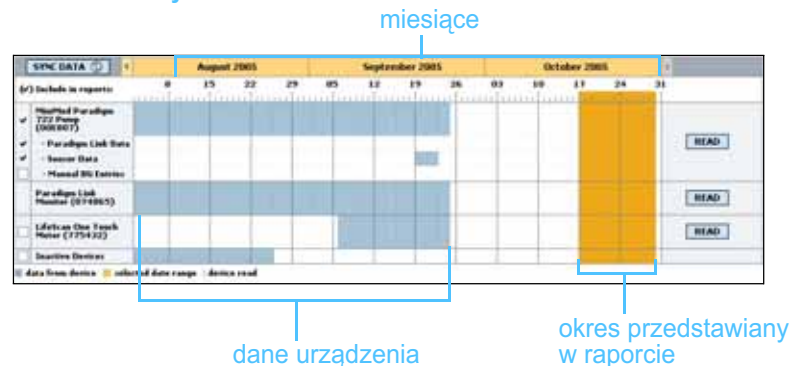 miesiące
SYNC DATA
August 2005 September 2005 October 2005
(✓) Include in reports: 8 15 22 29 05 12 19 26 03 10 17 24 31
MiniMed Paradigm
722 Pump
- Paradigm Link Data
READ
- Sensor Data
- Manual BG Entries
Paradigm Link
Monitor (874865)
READ
LifeScan One Touch
Meter (775432)
READ
Inactive Devices
data from device selected date range device read
dane urządzenia
okres przedstawiany
w raporcie